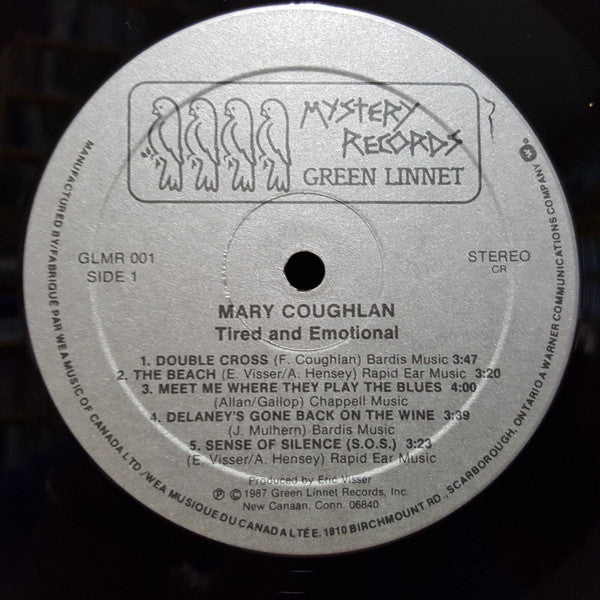 MYSTERY
RECORDS
GREEN LINNET
GLMR 001
SIDE 1
STEREO
CR
MARY COUGHLAN
Tired and Emotional
1. DOUBLE CROSS (F. Coughlan) Bardis Music 3:47
2. THE BEACH (E. Visser/A. Hensey) Rapid Ear Music 3:20
3. MEET ME WHERE THEY PLAY THE BLUES 4:00
(Allan/Gallop) Chappell Music
4. DELANEY'S GONE BACK ON THE WINE 3:39
(J. Mulhern) Bardis Music
5. SENSE OF SILENCE (S.O.S.) 3:23
(E. Visser/A. Hensey) Rapid Ear Music
Produced by Eric Visser
℗ © 1987 Green Linnet Records, Inc.
New Canaan, Conn. 06840
MANUFACTURED BY/FABRIQUÉ PAR WEA MUSIC OF CANADA LTD./WEA MUSIQUE DU CANADA LTÉE. 1810 BIRCHMOUNT RD., SCARBOROUGH, ONTARIO A WARNER COMMUNICATIONS COMPANY